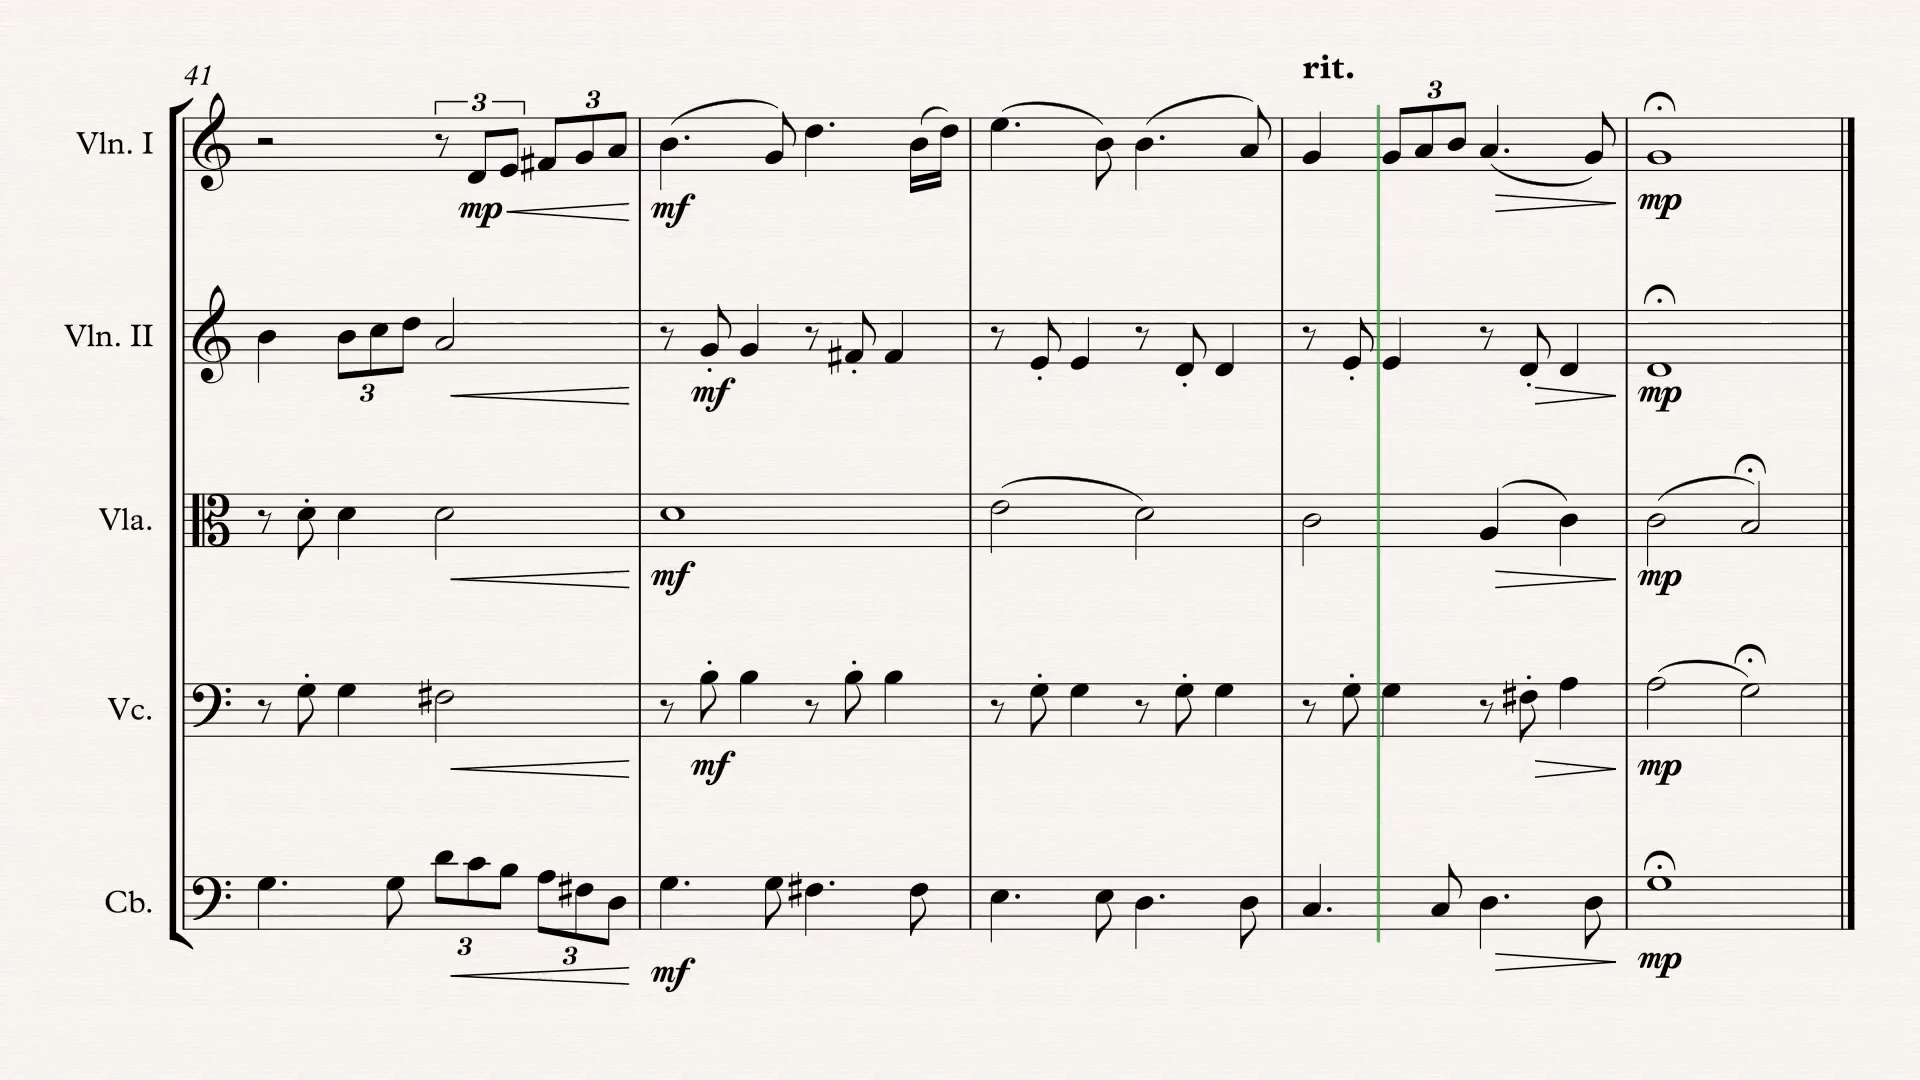 rit.
41
3 3 3
Vln. I
mp mf mp
Vln. II
3 mf mp
Vla.
mf mp
Vc.
mf mp
Cb.
3 3
mf mp